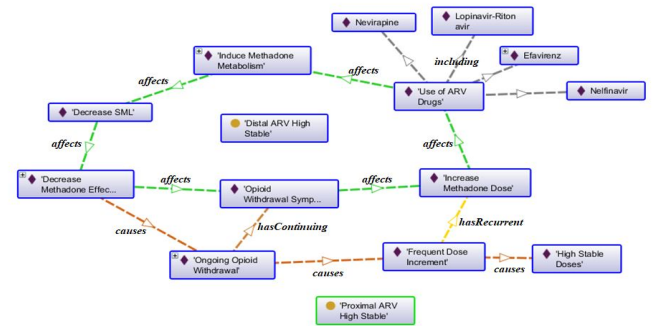 Nevirapine
Lopinavir-Riton
avir
'Induce Methadone
Metabolism'
including
Efavirenz
affects
affects
'Use of ARV
Drugs'
Nelfinavir
'Decrease SML'
'Distal ARV High
Stable'
affects
affects
'Decrease
Methadone Effec...
affects
'Opioid
Withdrawal Symp...
affects
'Increase
Methadone Dose'
causes
hasContinuing
hasRecurrent
'Ongoing Opioid
Withdrawal'
causes
'Frequent Dose
Increment'
causes
'High Stable
Doses'
'Proximal ARV
High Stable'